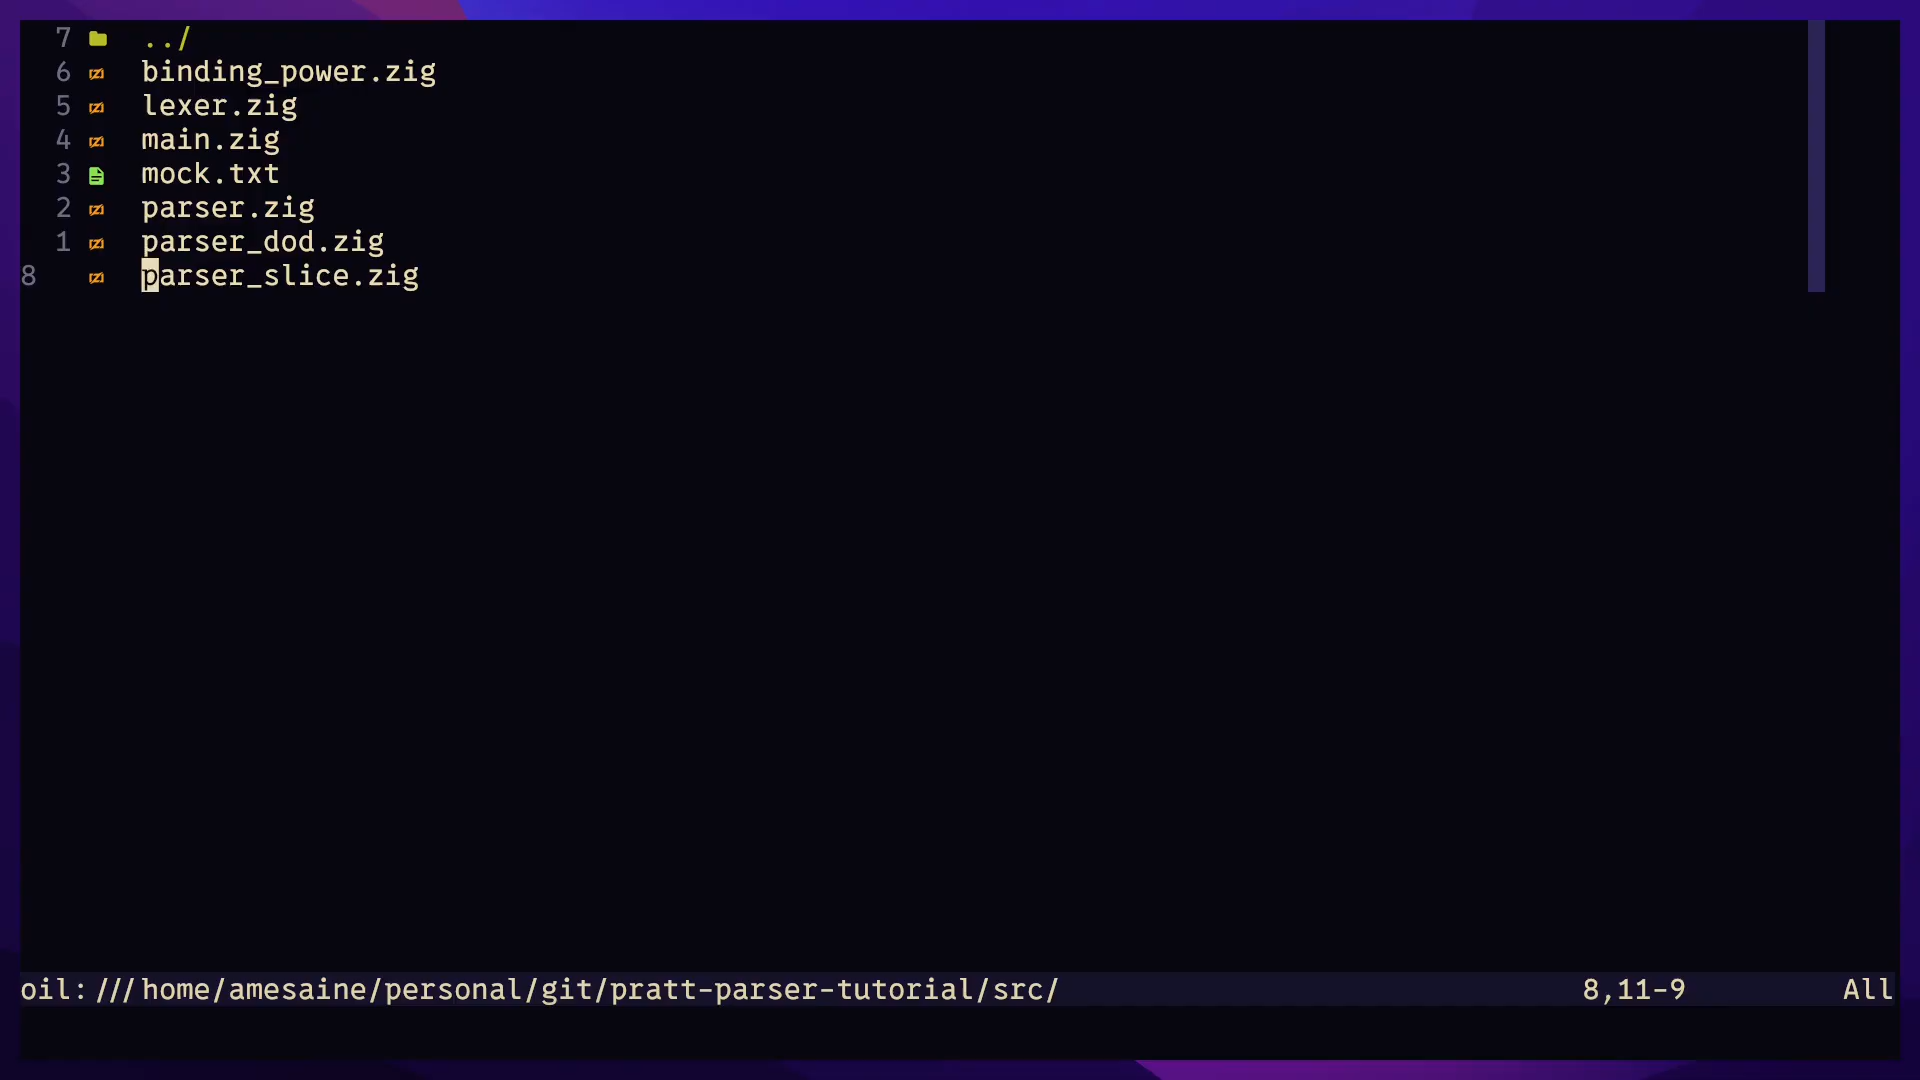 7 ../
6 binding_power.zig
5 lexer.zig
4 main.zig
3 mock.txt
2 parser.zig
1 parser_dod.zig
8 parser_slice.zig
oil:///home/amesaine/personal/git/pratt-parser-tutorial/src/ 8,11-9 All